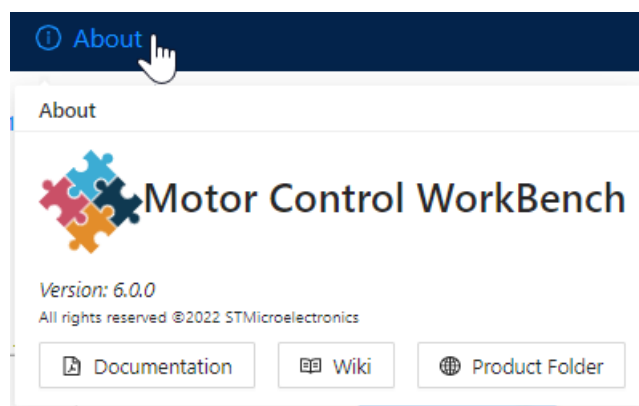 About
About
Motor Control WorkBench
Version: 6.0.0
All rights reserved ©2022 STMicroelectronics
Documentation Wiki Product Folder